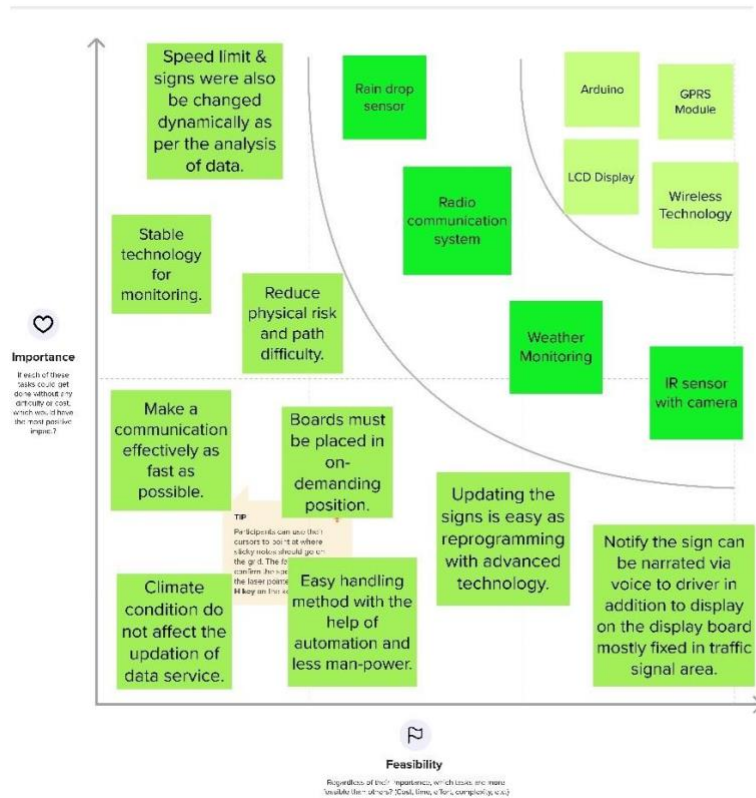 Speed limit &
signs were also
be changed
dynamically as
per the analysis
of data.
Rain drop
sensor
Arduino
GPRS
Module
LCD Display
Wireless
Technology
Radio
communication
system
Stable
technology
for
monitoring.
Reduce
physical risk
and path
difficulty.
Weather
Monitoring
IR sensor
with camera
Importance
If each of these
tasks could get
done without any
difficulty or cost,
which would have
the most positive
impact?
Make a
communication
effectively as
fast as
possible.
Boards must
be placed in
on-
demanding
position.
TIP
Participants can use their
cursors to point at where
sticky notes should go on
the grid. The
confirm the
the laser
H key on the
Updating the
signs is easy as
reprogramming
with advanced
technology.
Notify the sign can
be narrated via
voice to driver in
addition to display
on the display board
mostly fixed in traffic
signal area.
Climate
condition do
not affect the
updation of
data service.
Easy handling
method with the
help of
automation and
less man-power.
Feasibility
Regardless of their importance, which tasks are more
feasible than others? (Cost, time, effort, complexity, etc.)